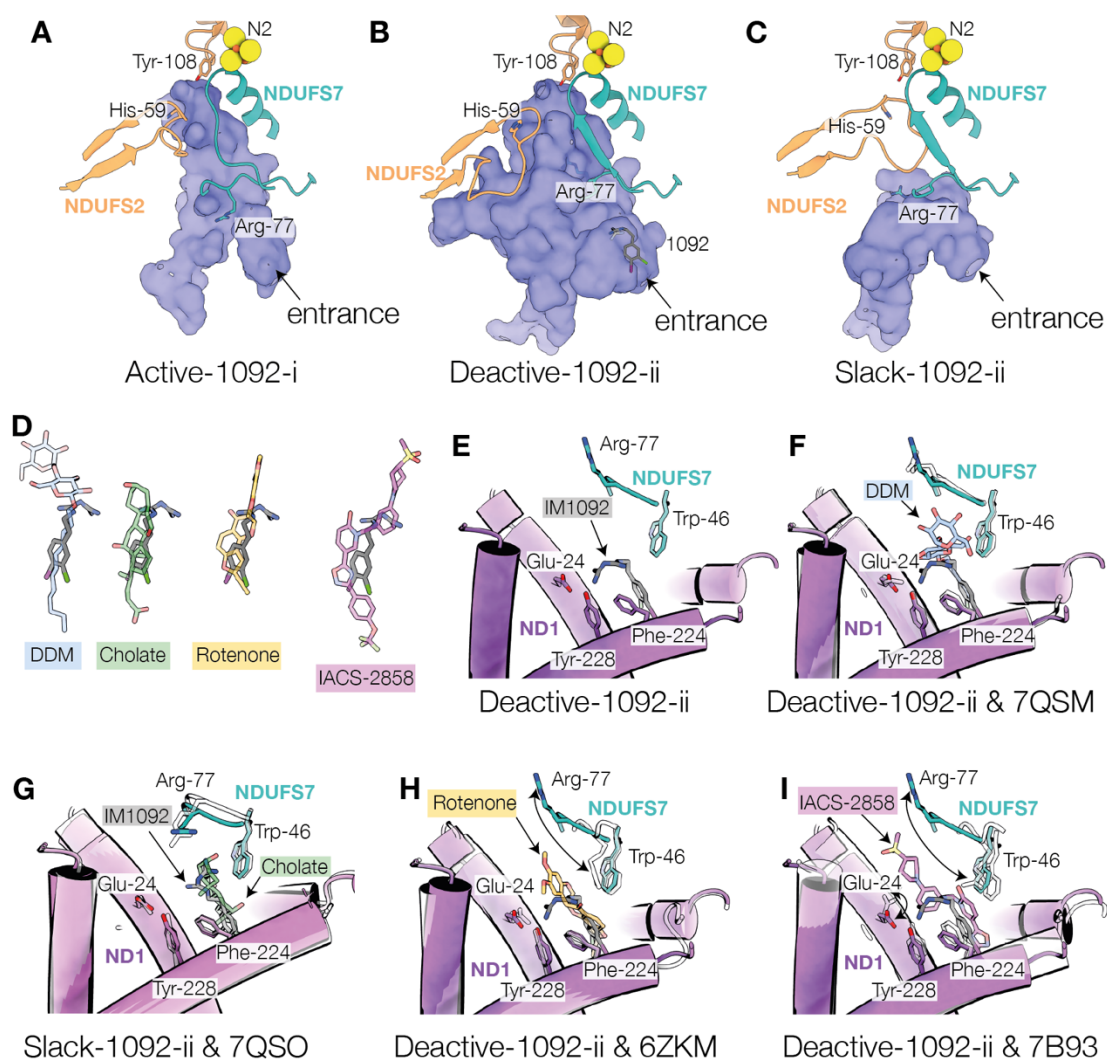 A
N2
Tyr-108
NDUFS7
His-59
NDUFS2
Arg-77
entrance
Active-1092-i
B
N2
Tyr-108
NDUFS7
His-59
NDUFS2
Arg-77
1092
entrance
Deactive-1092-ii
C
N2
Tyr-108
NDUFS7
His-59
NDUFS2
Arg-77
entrance
Slack-1092-ii
D
DDM
Cholate
Rotenone
IACS-2858
E
Arg-77
NDUFS7
IM1092
Trp-46
Glu-24
ND1
Phe-224
Tyr-228
Deactive-1092-ii
F
Arg-77
NDUFS7
DDM
Trp-46
Glu-24
ND1
Phe-224
Tyr-228
Deactive-1092-ii & 7QSM
G
Arg-77
NDUFS7
IM1092
Trp-46
Cholate
Glu-24
ND1
Phe-224
Tyr-228
Slack-1092-ii & 7QSO
H
Arg-77
Rotenone
NDUFS7
Trp-46
Glu-24
ND1
Phe-224
Tyr-228
Deactive-1092-ii & 6ZKM
I
Arg-77
IACS-2858
NDUFS7
Trp-46
Glu-24
ND1
Phe-224
Tyr-228
Deactive-1092-ii & 7B93